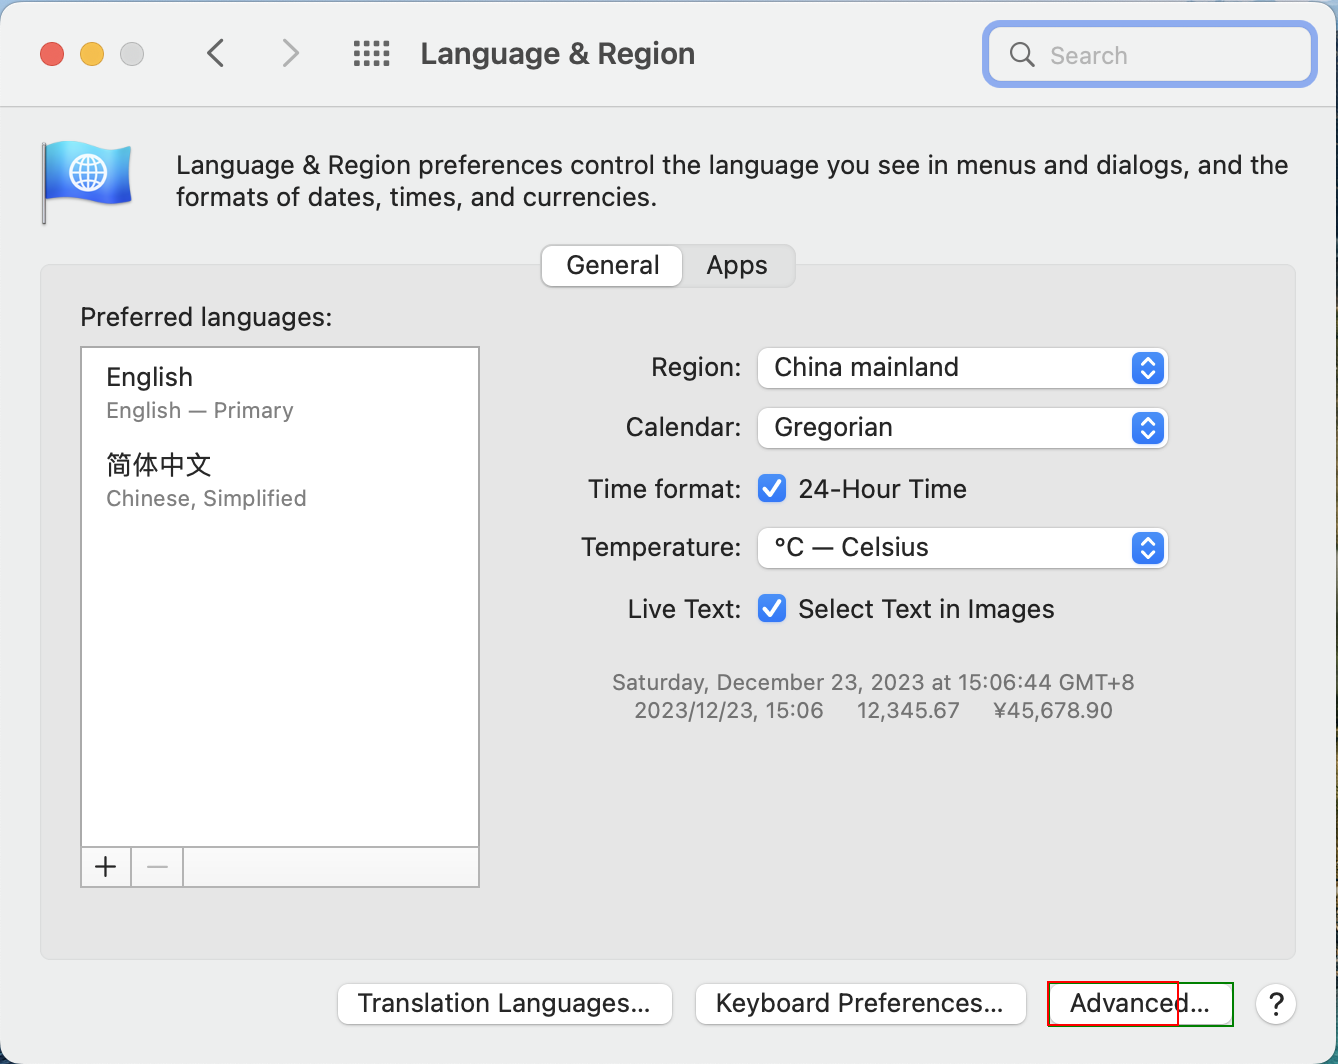 Language & Region
Search
Language & Region preferences control the language you see in menus and dialogs, and the
formats of dates, times, and currencies.
General
Apps
Preferred languages:
English
English — Primary
简体中文
Chinese, Simplified
Region:
China mainland
Calendar:
Gregorian
Time format:
24-Hour Time
Temperature:
°C — Celsius
Live Text:
Select Text in Images
Saturday, December 23, 2023 at 15:06:44 GMT+8
2023/12/23, 15:06 12,345.67 ¥45,678.90
Translation Languages...
Keyboard Preferences...
Advanced...
?